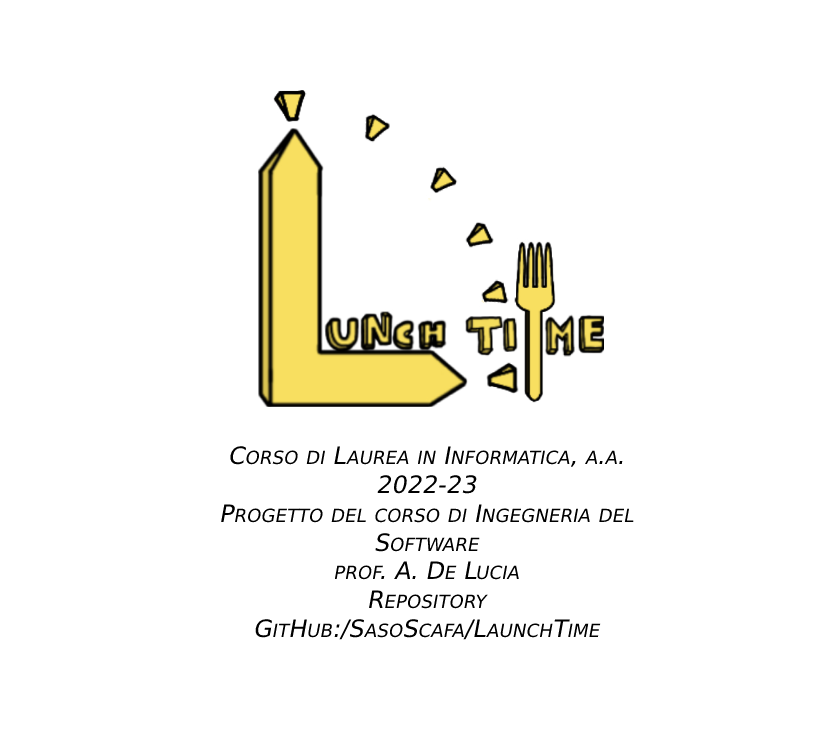 LUNCH TIME
Corso di Laurea in Informatica, a.a.
2022-23
Progetto del corso di Ingegneria del
Software
prof. A. De Lucia
Repository
GitHub:/SasoScafa/LaunchTime